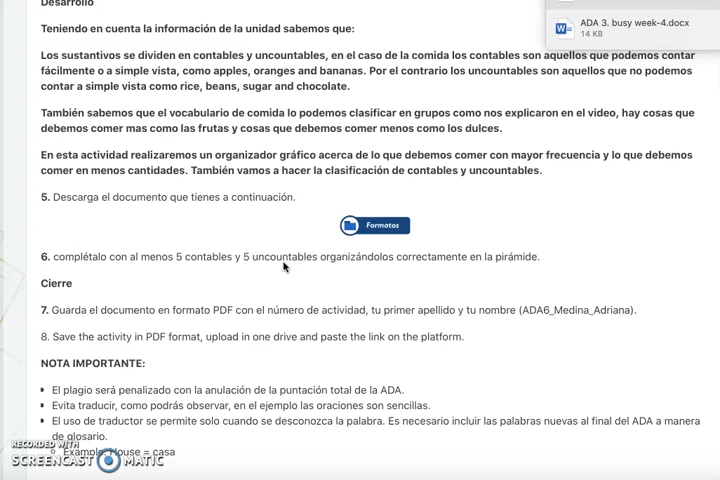 Desarrollo
ADA 3. busy week-4.docx
14 KB
Teniendo en cuenta la información de la unidad sabemos que:
Los sustantivos se dividen en contables y uncountables, en el caso de la comida los contables son aquellos que podemos contar
fácilmente o a simple vista, como apples, oranges and bananas. Por el contrario los uncountables son aquellos que no podemos
contar a simple vista como rice, beans, sugar and chocolate.
También sabemos que el vocabulario de comida lo podemos clasificar en grupos como nos explicaron en el video, hay cosas que
debemos comer mas como las frutas y cosas que debemos comer menos como los dulces.
En esta actividad realizaremos un organizador gráfico acerca de lo que debemos comer con mayor frecuencia y lo que debemos
comer en menos cantidades. También vamos a hacer la clasificación de contables y uncountables.
5. Descarga el documento que tienes a continuación.
Formatos
6. complétalo con al menos 5 contables y 5 uncountables organizándolos correctamente en la pirámide.
Cierre
7. Guarda el documento en formato PDF con el número de actividad, tu primer apellido y tu nombre (ADA6_Medina_Adriana).
8. Save the activity in PDF format, upload in one drive and paste the link on the platform.
NOTA IMPORTANTE:
El plagio será penalizado con la anulación de la puntación total de la ADA.
Evita traducir, como podrás observar, en el ejemplo las oraciones son sencillas.
El uso de traductor se permite solo cuando se desconozca la palabra. Es necesario incluir las palabras nuevas al final del ADA a manera
de glosario.
Example: House = casa
RECORDED WITH
SCREENCAST MATIC